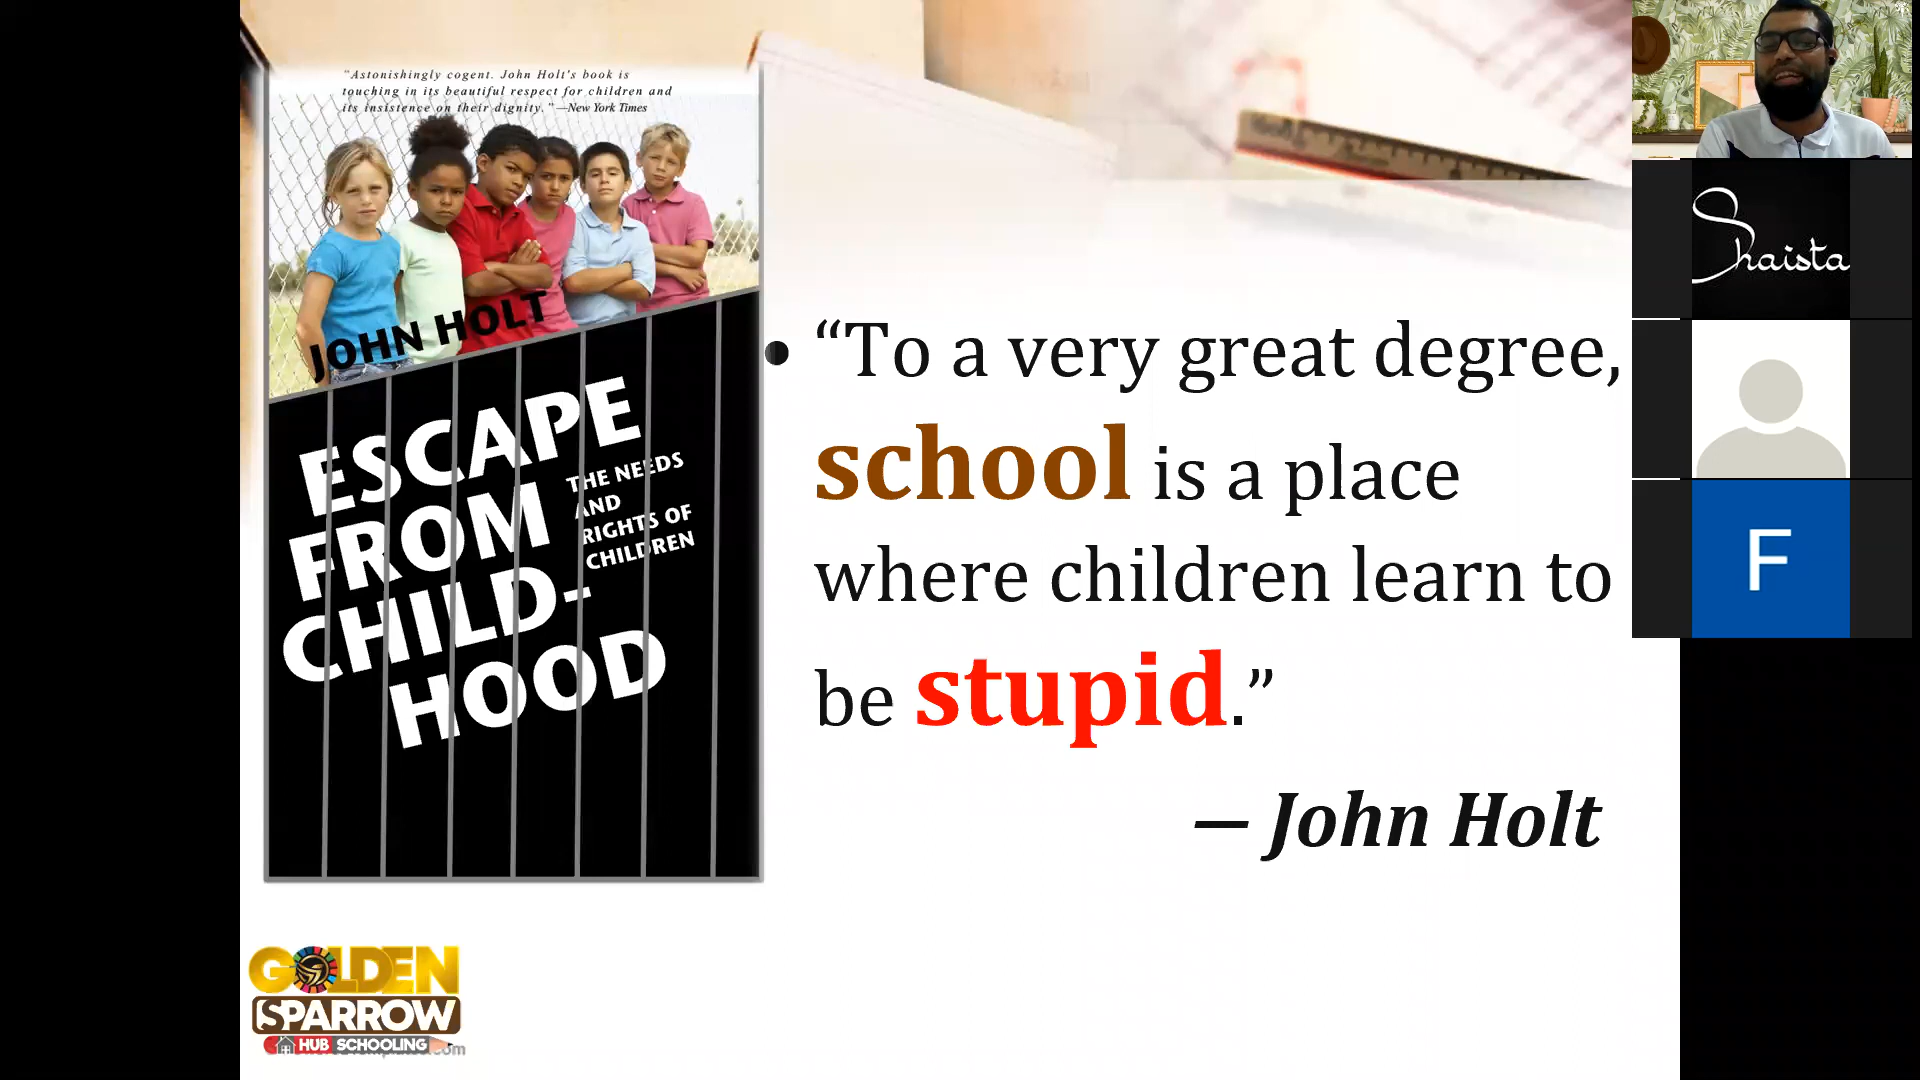 "Astonishingly cogent. John Holt's book is
touching in its beautiful respect for children and
its insistence on their dignity." —New York Times
JOHN HOLT
ESCAPE
FROM
CHILD-
HOOD
THE NEEDS
AND
RIGHTS OF
CHILDREN
• “To a very great degree,
school is a place
where children learn to
be stupid.”
— John Holt
GOLDEN
SPARROW
HUB SCHOOLING
Shaista
F